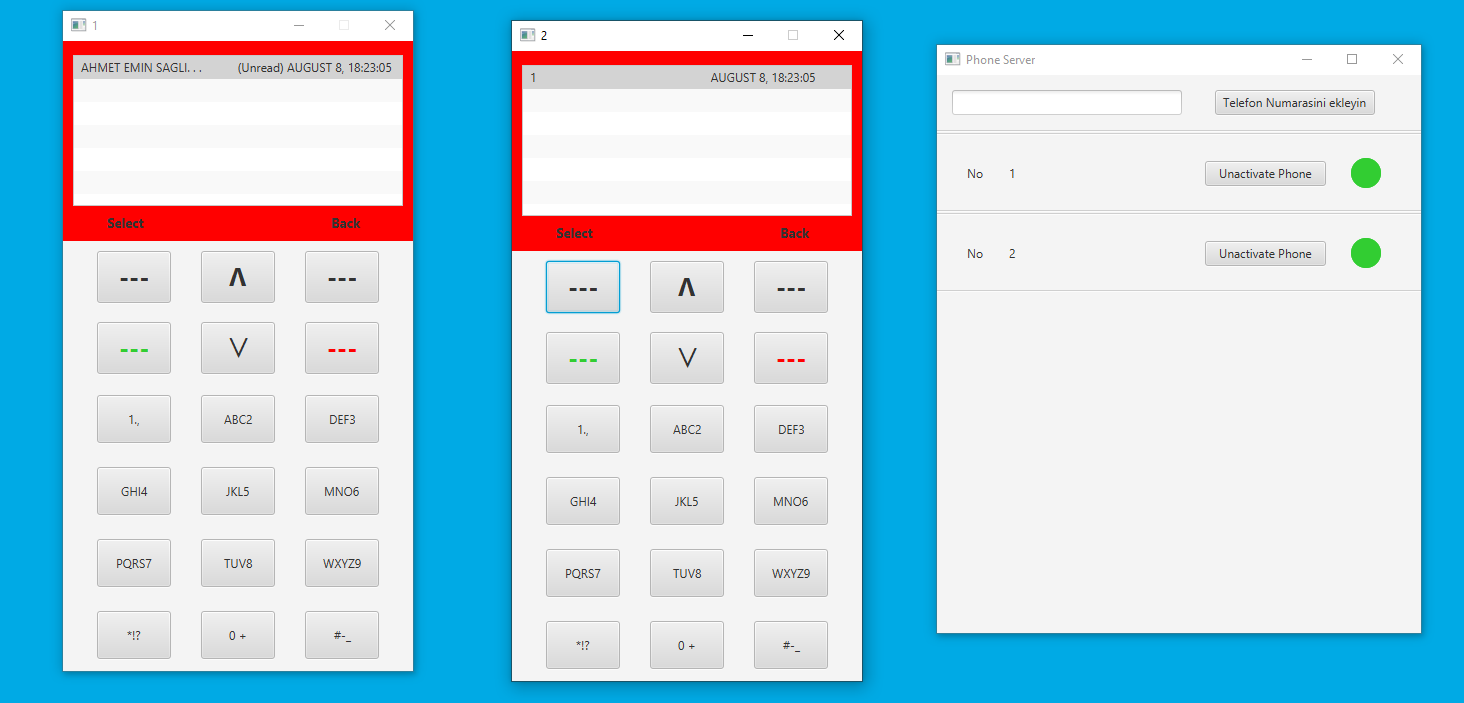 1
AHMET EMIN SAGLI. . . (Unread) AUGUST 8, 18:23:05
Select Back
--- Λ ---
--- V ---
1., ABC2 DEF3
GHI4 JKL5 MNO6
PQRS7 TUV8 WXYZ9
*!? 0 + #-_
2
1 AUGUST 8, 18:23:05
Select Back
--- Λ ---
--- V ---
1., ABC2 DEF3
GHI4 JKL5 MNO6
PQRS7 TUV8 WXYZ9
*!? 0 + #-_
Phone Server
Telefon Numarasini ekleyin
No 1 Unactivate Phone
No 2 Unactivate Phone